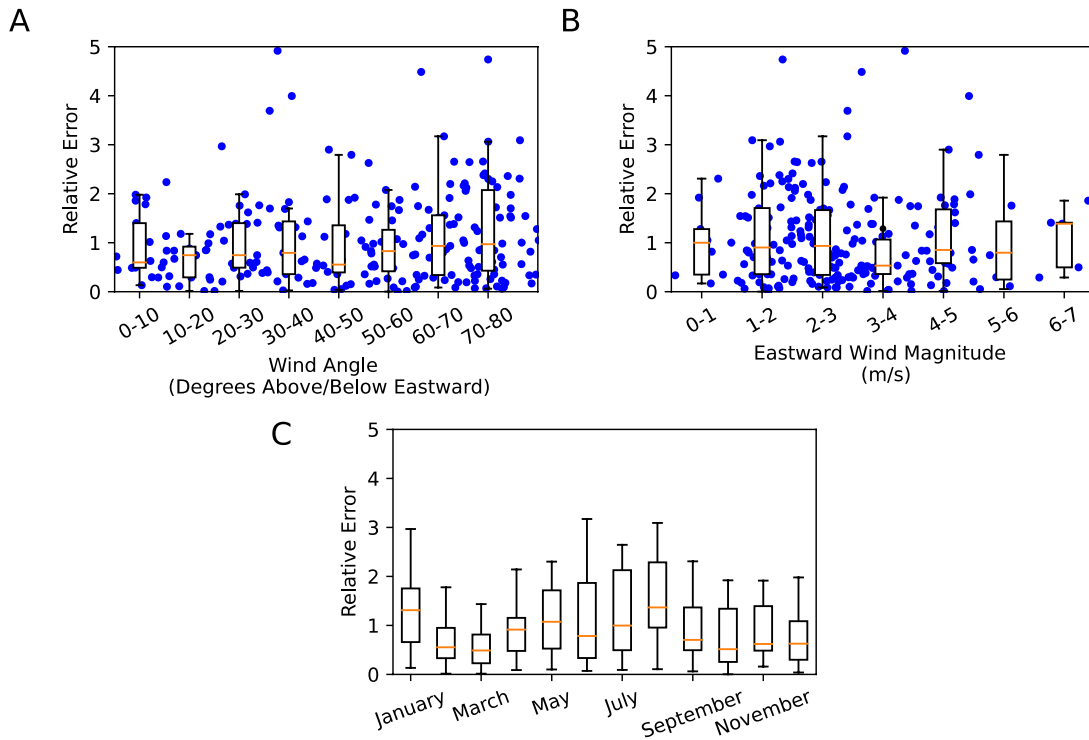 A
B
5
4
3
2
1
0
Relative Error
0-10
10-20
20-30
30-40
40-50
50-60
60-70
70-80
Wind Angle
(Degrees Above/Below Eastward)
5
4
3
2
1
0
Relative Error
0-1
1-2
2-3
3-4
4-5
5-6
6-7
Eastward Wind Magnitude
(m/s)
C
5
4
3
2
1
0
Relative Error
January
March
May
July
September
November